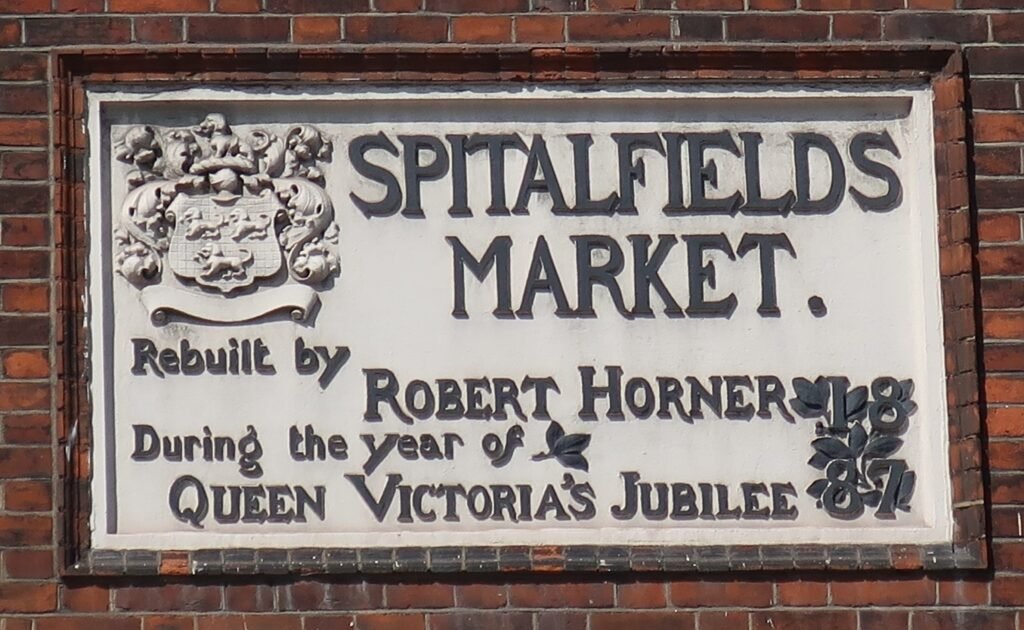 SPITALFIELDS
MARKET.
Rebuilt by
ROBERT HORNER 18
During the year of
87
QUEEN VICTORIA'S JUBILEE